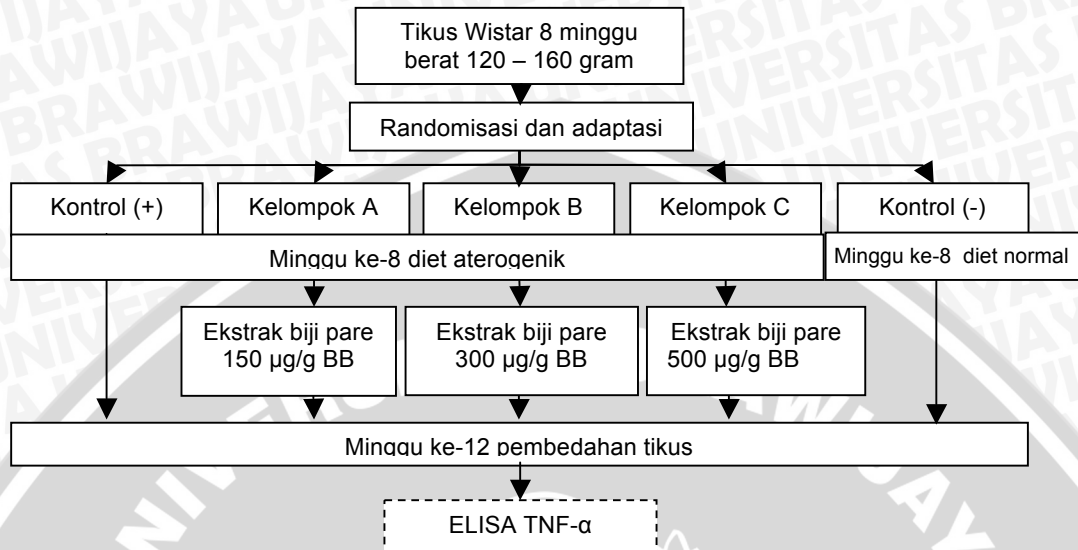 Tikus Wistar 8 minggu
berat 120 – 160 gram
Randomisasi dan adaptasi
Kontrol (+)
Kelompok A
Kelompok B
Kelompok C
Kontrol (-)
Minggu ke-8 diet aterogenik
Minggu ke-8 diet normal
Ekstrak biji pare
150 µg/g BB
Ekstrak biji pare
300 µg/g BB
Ekstrak biji pare
500 µg/g BB
Minggu ke-12 pembedahan tikus
ELISA TNF-α